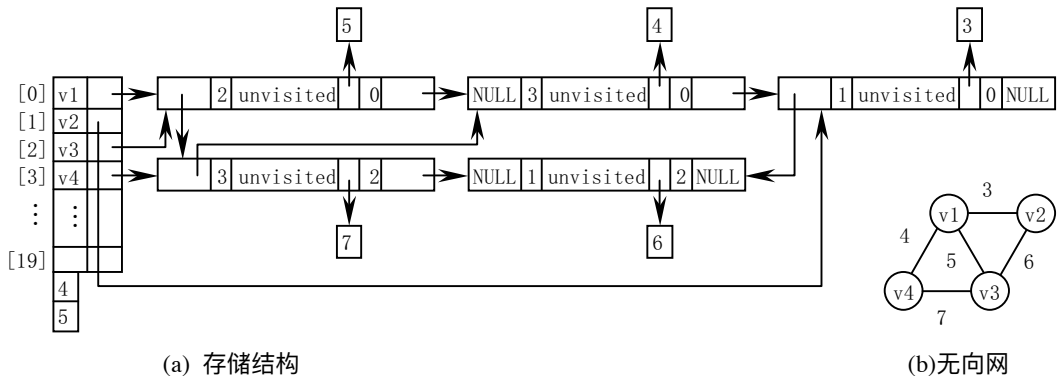 5 4 3
[0] v1 2 unvisited 0 NULL 3 unvisited 0 1 unvisited 0 NULL
[1] v2
[2] v3
[3] v4 3 unvisited 2 NULL 1 unvisited 2 NULL
⋮ ⋮
7 6
[19]
4
5
3
v1 v2
4 5 6
v4 v3
7
(a) 存储结构 (b)无向网